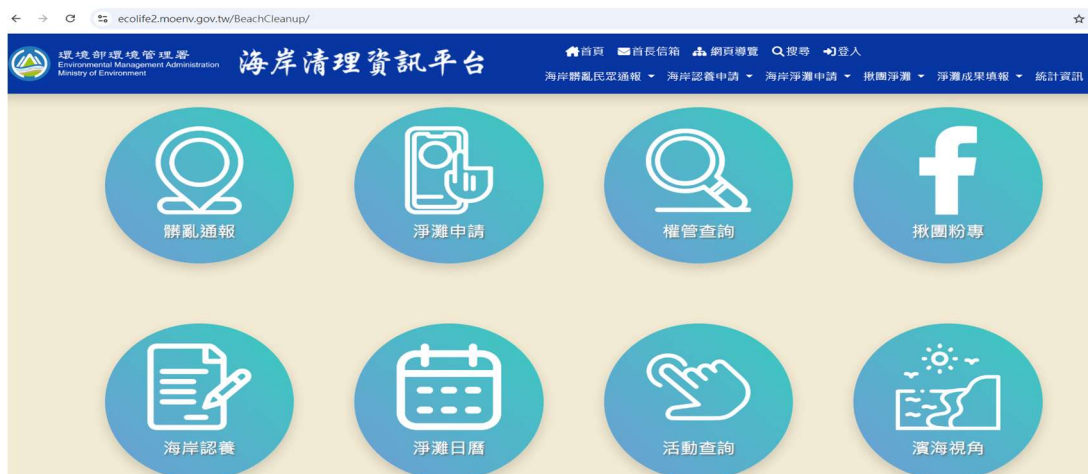 ecolife2.moenv.gov.tw/BeachCleanup/
環境部環境管理署
Environmental Management Administration
Ministry of Environment
海岸清理資訊平台
首頁 首長信箱 網頁導覽 搜尋 登入
海岸髒亂民眾通報 海岸認養申請 海岸淨灘申請 揪團淨灘 淨灘成果填報 統計資訊
髒亂通報 淨灘申請 權管查詢 揪團粉專
海岸認養 淨灘日曆 活動查詢 濱海視角